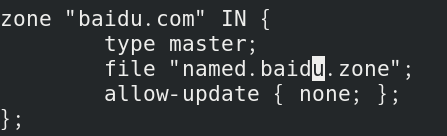 zone "baidu.com" IN {
        type master;
        file "named.baidu.zone";
        allow-update { none; };
};